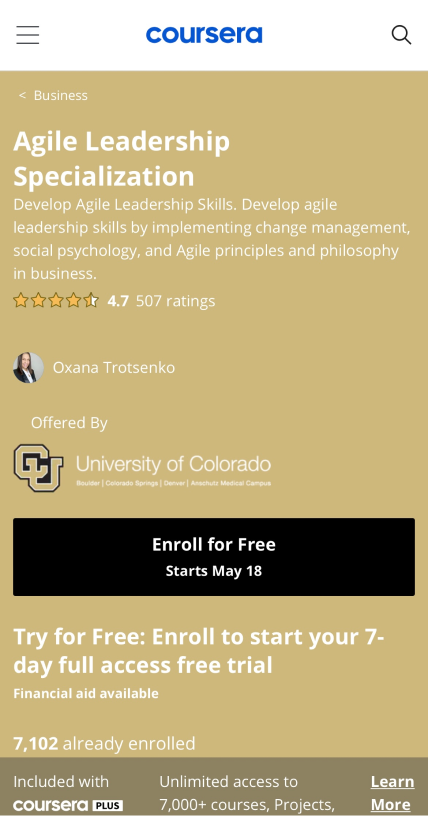 coursera
< Business
Agile Leadership
Specialization
Develop Agile Leadership Skills. Develop agile
leadership skills by implementing change management,
social psychology, and Agile principles and philosophy
in business.
4.7 507 ratings
Oxana Trotsenko
Offered By
CU University of Colorado
Boulder | Colorado Springs | Denver | Anschutz Medical Campus
Enroll for Free
Starts May 18
Try for Free: Enroll to start your 7-
day full access free trial
Financial aid available
7,102 already enrolled
Included with Unlimited access to Learn
coursera PLUS 7,000+ courses, Projects, More